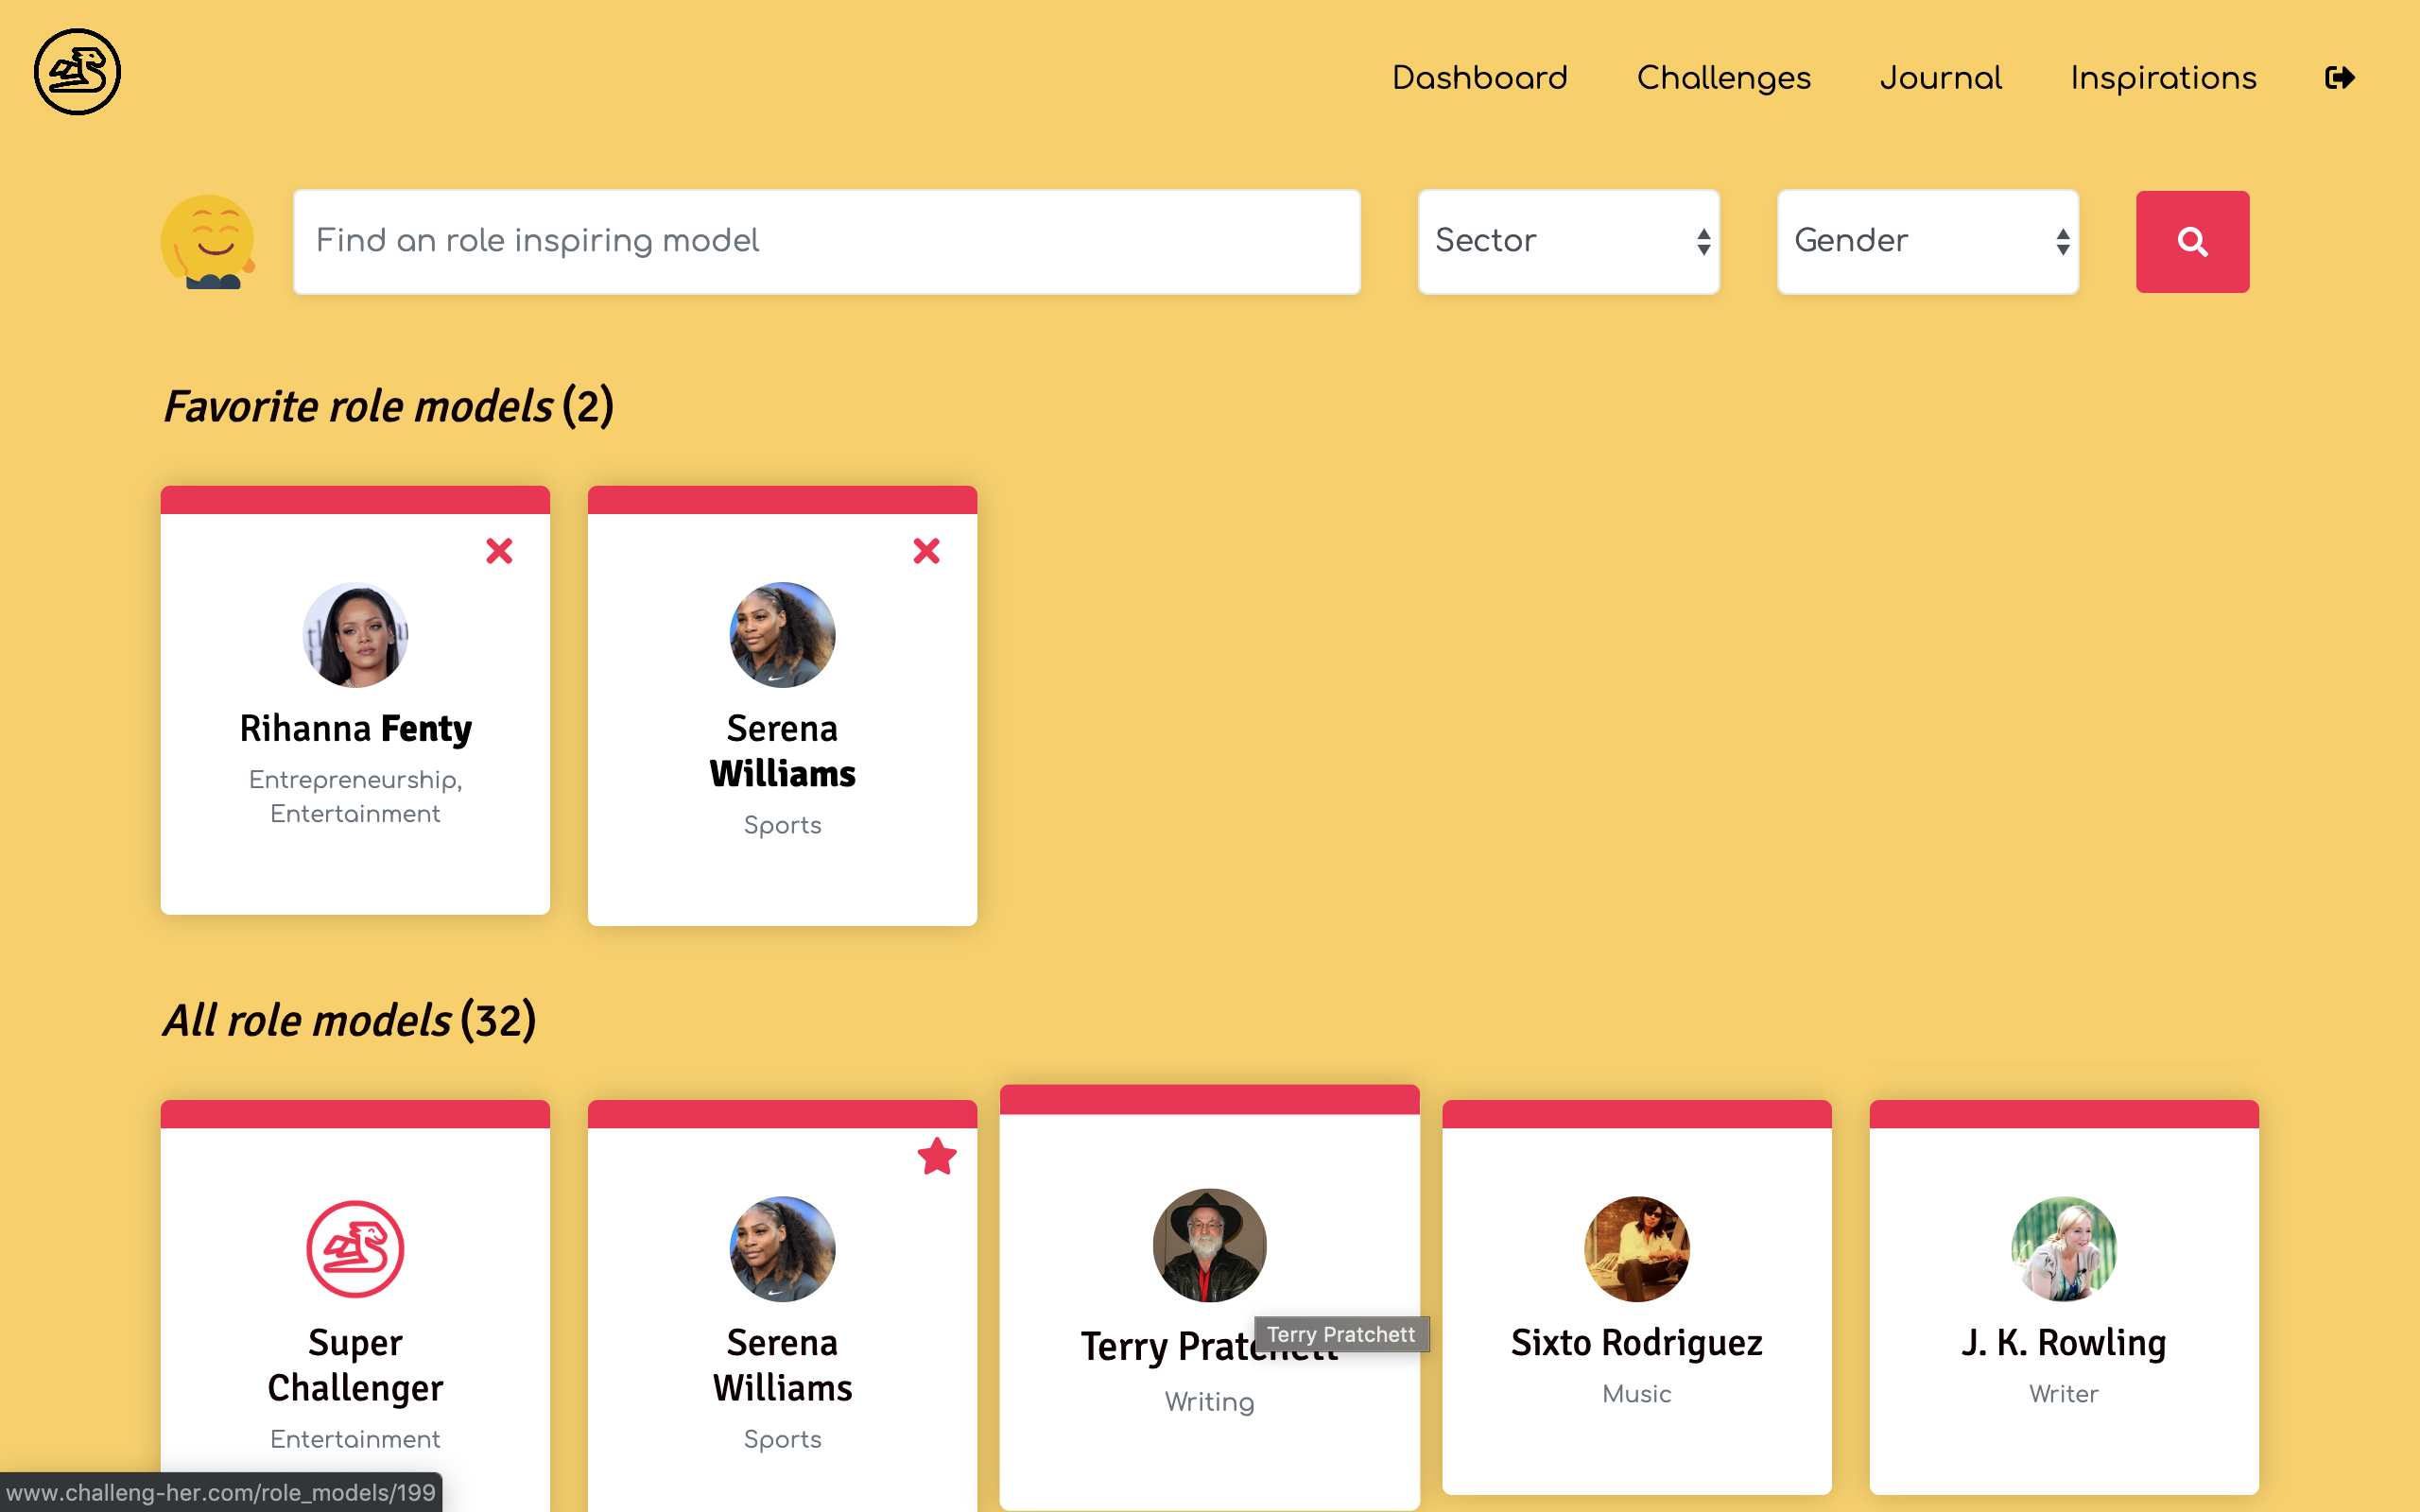 Dashboard Challenges Journal Inspirations
Find an role inspiring model
Sector
Gender
Favorite role models (2)
Rihanna Fenty
Entrepreneurship,
Entertainment
Serena
Williams
Sports
All role models (32)
Super
Challenger
Entertainment
Serena
Williams
Sports
Terry Pratchett
Terry Pratchett
Writing
Sixto Rodriguez
Music
J. K. Rowling
Writer
www.challeng-her.com/role_models/199